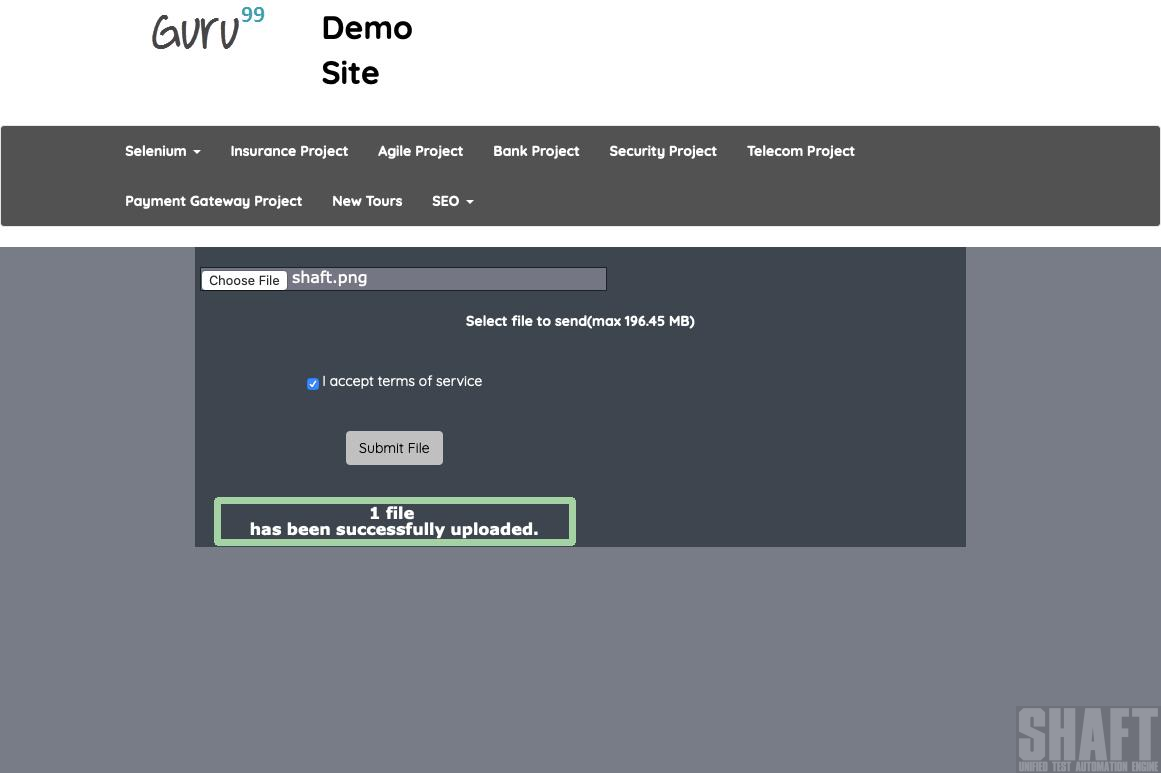 Guru99
Demo
Site
Selenium
Insurance Project
Agile Project
Bank Project
Security Project
Telecom Project
Payment Gateway Project
New Tours
SEO
Choose File
shaft.png
Select file to send(max 196.45 MB)
I accept terms of service
Submit File
1 file
has been successfully uploaded.
SHAFT
UNIFIED TEST AUTOMATION ENGINE